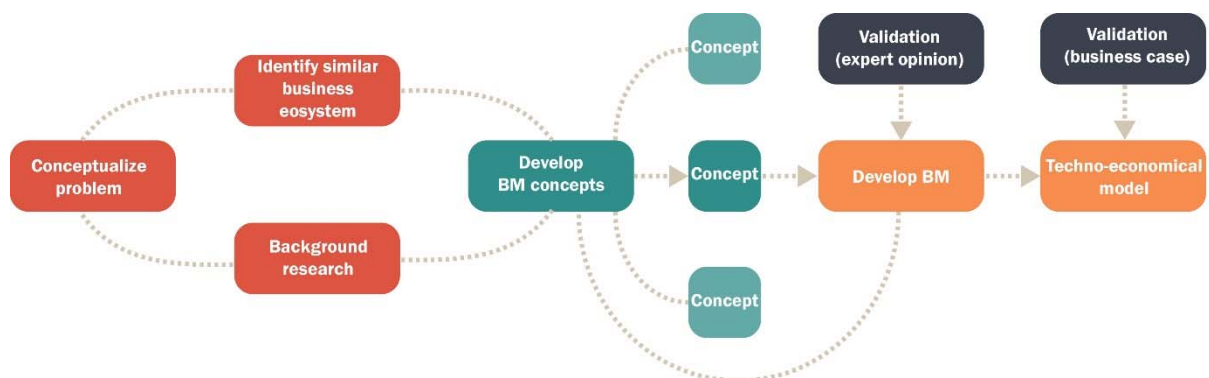 Conceptualize
problem
Identify similar
business
eosystem
Background
research
Develop
BM concepts
Concept
Concept
Concept
Validation
(expert opinion)
Develop BM
Validation
(business case)
Techno-economical
model